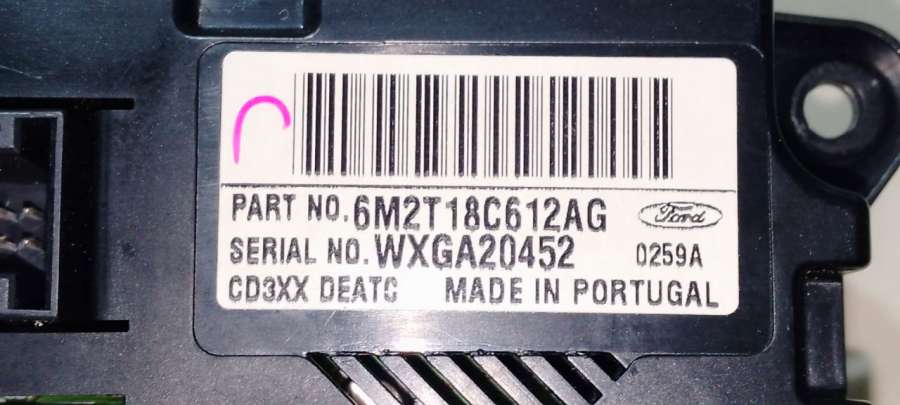 PART NO. 6M2T18C612AG Ford
SERIAL NO. WXGA20452 0259A
CD3XX DEATC MADE IN PORTUGAL